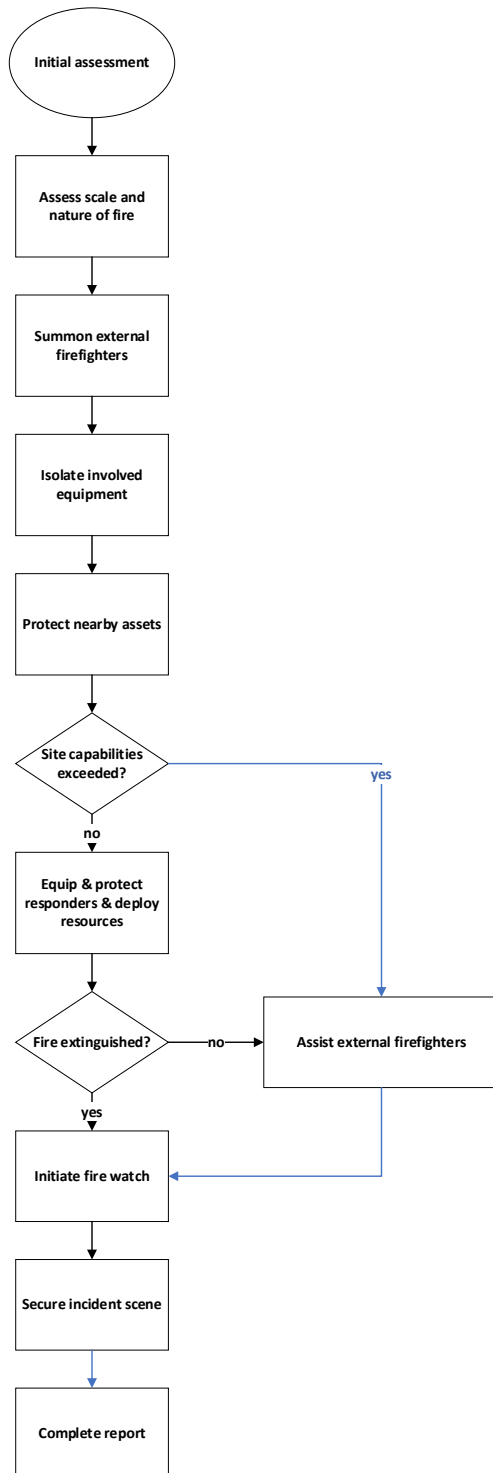 Initial assessment
Assess scale and
nature of fire
Summon external
firefighters
Isolate involved
equipment
Protect nearby assets
Site capabilities
exceeded?
yes
no
Equip & protect
responders & deploy
resources
Fire extinguished?
no
Assist external firefighters
yes
Initiate fire watch
Secure incident scene
Complete report